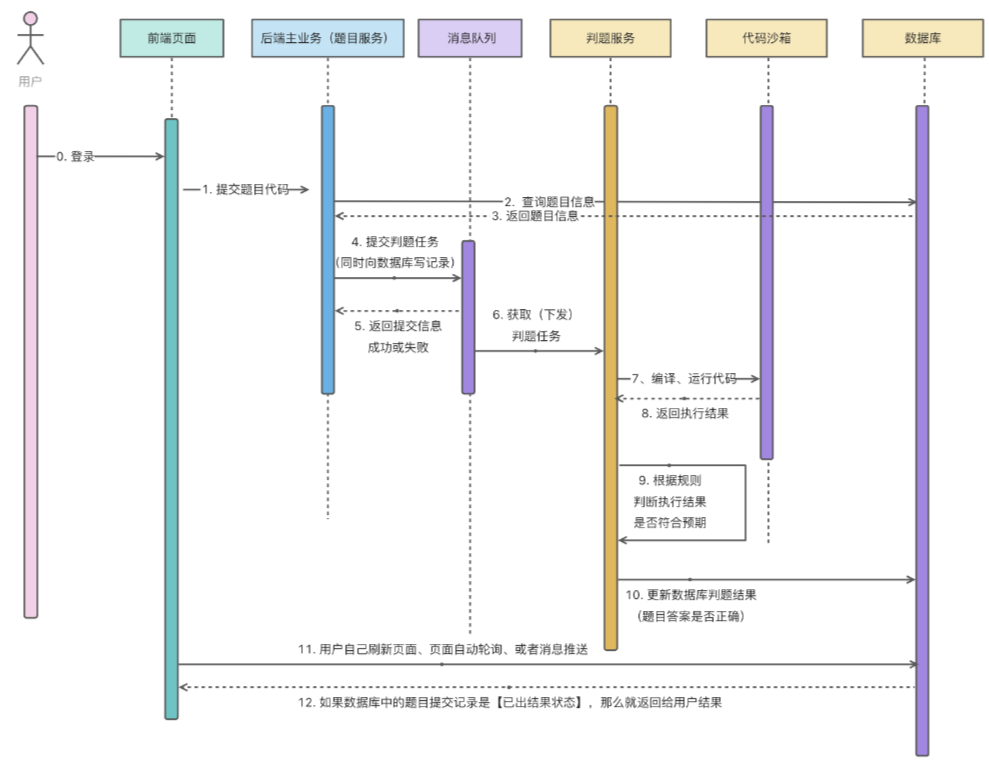 前端页面
后端主业务（题目服务）
消息队列
判题服务
代码沙箱
数据库
用户
0. 登录
1. 提交题目代码
2. 查询题目信息
3. 返回题目信息
4. 提交判题任务
(同时向数据库写记录)
5. 返回提交信息
成功或失败
6. 获取（下发）
判题任务
7、编译、运行代码
8. 返回执行结果
9. 根据规则
判断执行结果
是否符合预期
10. 更新数据库判题结果
（题目答案是否正确）
11. 用户自己刷新页面、页面自动轮询、或者消息推送
12. 如果数据库中的题目提交记录是【已出结果状态】，那么就返回给用户结果